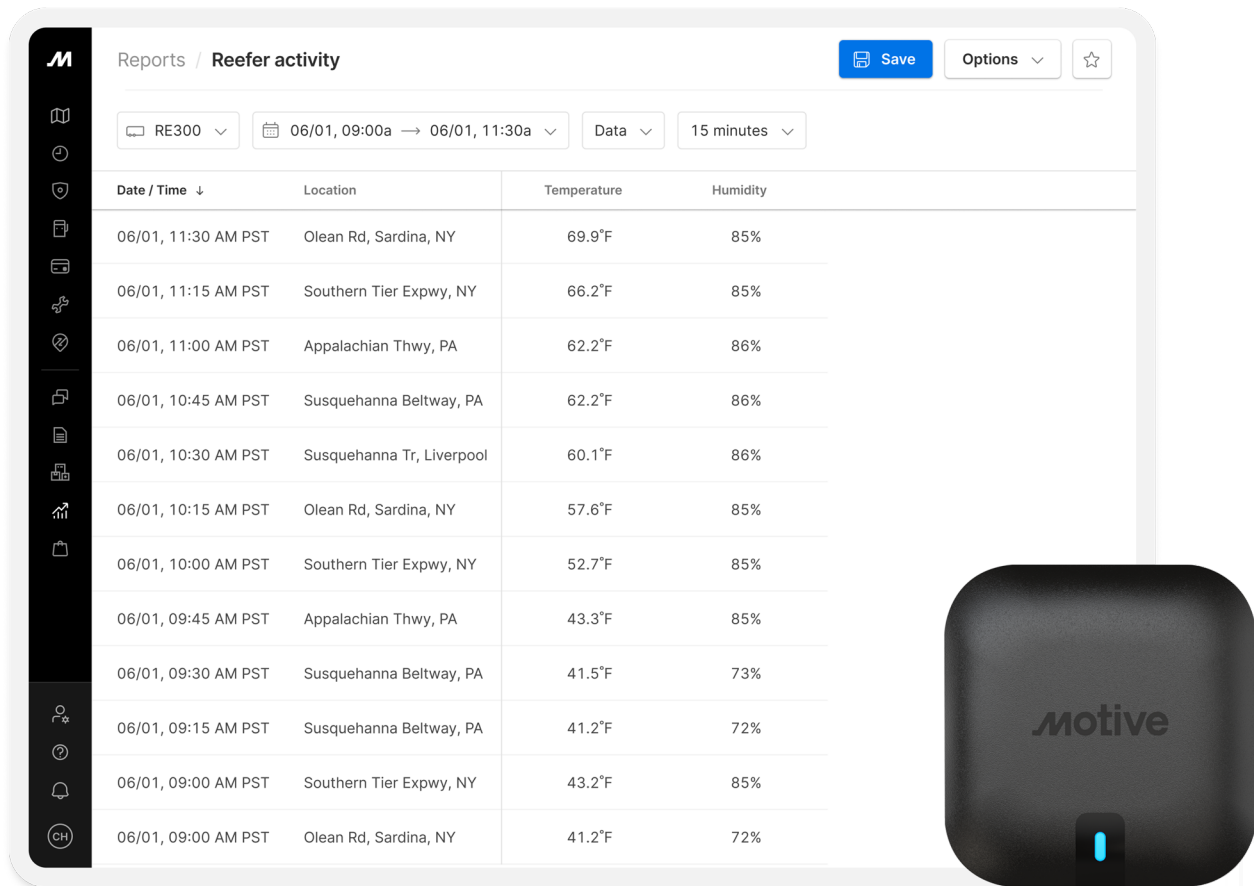 Reports / Reefer activity
Save
Options
RE300
06/01, 09:00a → 06/01, 11:30a
Data
15 minutes
Date / Time ↓ Location Temperature Humidity
06/01, 11:30 AM PST Olean Rd, Sardina, NY 69.9°F 85%
06/01, 11:15 AM PST Southern Tier Expwy, NY 66.2°F 85%
06/01, 11:00 AM PST Appalachian Thwy, PA 62.2°F 86%
06/01, 10:45 AM PST Susquehanna Beltway, PA 62.2°F 86%
06/01, 10:30 AM PST Susquehanna Tr, Liverpool 60.1°F 86%
06/01, 10:15 AM PST Olean Rd, Sardina, NY 57.6°F 85%
06/01, 10:00 AM PST Southern Tier Expwy, NY 52.7°F 85%
06/01, 09:45 AM PST Appalachian Thwy, PA 43.3°F 85%
06/01, 09:30 AM PST Susquehanna Beltway, PA 41.5°F 73%
06/01, 09:15 AM PST Susquehanna Beltway, PA 41.2°F 72%
06/01, 09:00 AM PST Southern Tier Expwy, NY 43.2°F 85%
06/01, 09:00 AM PST Olean Rd, Sardina, NY 41.2°F 72%
CH
motive